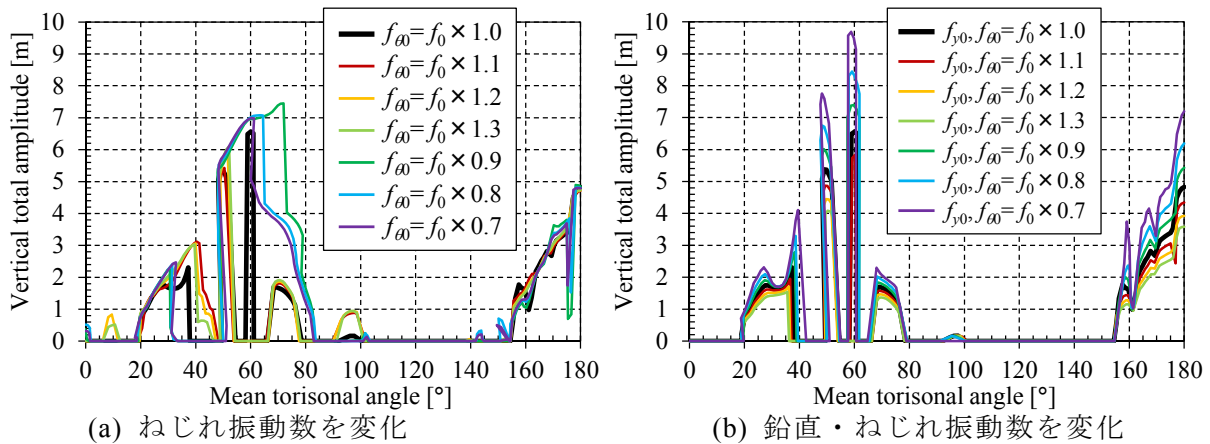 Vertical total amplitude [m]
10
9
8
7
6
5
4
3
2
1
0
fθ0= f0 × 1.0
fθ0= f0 × 1.1
fθ0= f0 × 1.2
fθ0= f0 × 1.3
fθ0= f0 × 0.9
fθ0= f0 × 0.8
fθ0= f0 × 0.7
0 20 40 60 80 100 120 140 160 180
Mean torisonal angle [°]
(a) ねじれ振動数を変化
Vertical total amplitude [m]
10
9
8
7
6
5
4
3
2
1
0
fy0, fθ0= f0 × 1.0
fy0, fθ0= f0 × 1.1
fy0, fθ0= f0 × 1.2
fy0, fθ0= f0 × 1.3
fy0, fθ0= f0 × 0.9
fy0, fθ0= f0 × 0.8
fy0, fθ0= f0 × 0.7
0 20 40 60 80 100 120 140 160 180
Mean torisonal angle [°]
(b) 鉛直・ねじれ振動数を変化